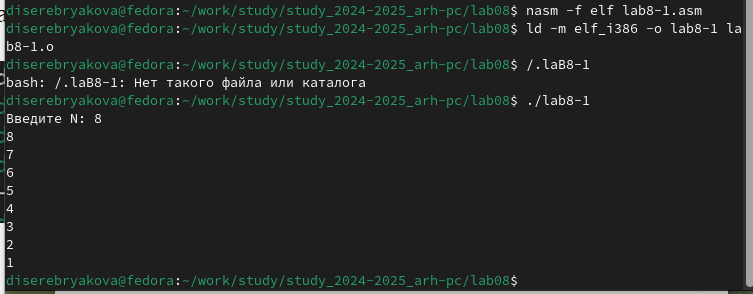 diserebryakova@fedora:~/work/study/study_2024-2025_arh-pc/lab08$ nasm -f elf lab8-1.asm
diserebryakova@fedora:~/work/study/study_2024-2025_arh-pc/lab08$ ld -m elf_i386 -o lab8-1 la
b8-1.o
diserebryakova@fedora:~/work/study/study_2024-2025_arh-pc/lab08$ /.laB8-1
bash: /.laB8-1: Нет такого файла или каталога
diserebryakova@fedora:~/work/study/study_2024-2025_arh-pc/lab08$ ./lab8-1
Введите N: 8
8
7
6
5
4
3
2
1
diserebryakova@fedora:~/work/study/study_2024-2025_arh-pc/lab08$